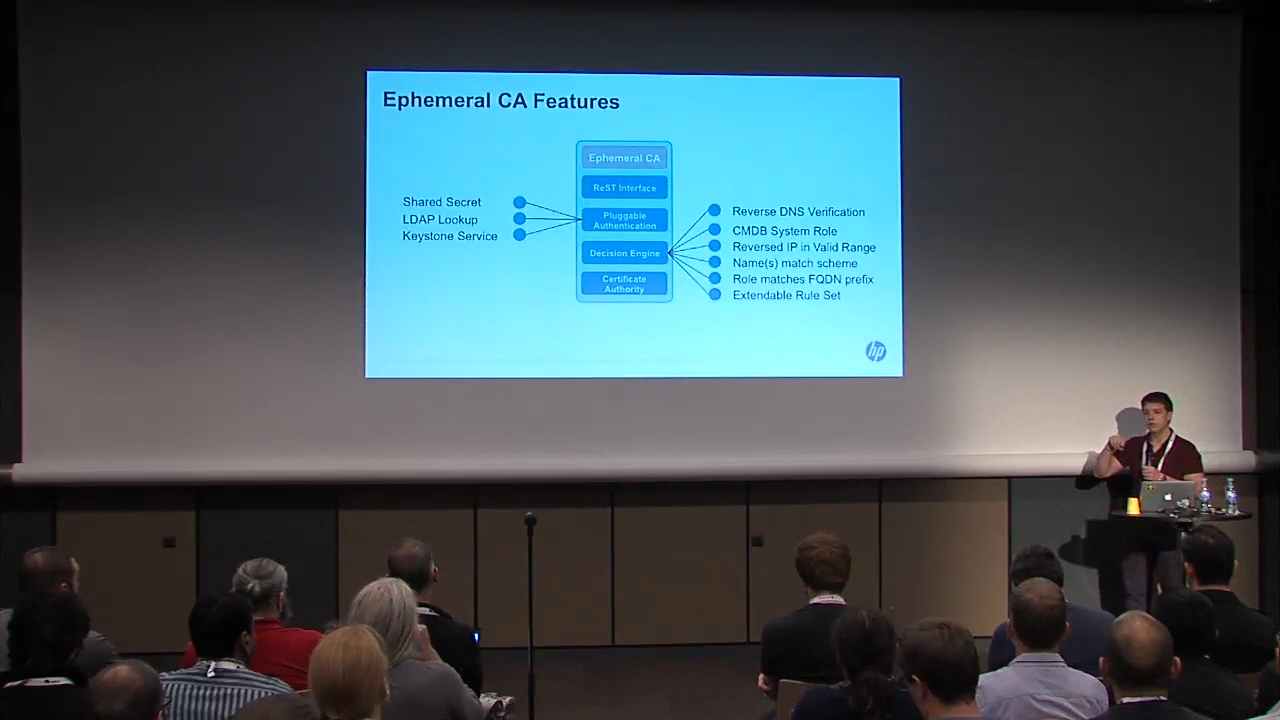 Ephemeral CA Features
Ephemeral CA
ReST Interface
Pluggable
Authentication
Decision Engine
Certificate
Authority
Shared Secret
LDAP Lookup
Keystone Service
Reverse DNS Verification
CMDB System Role
Reversed IP in Valid Range
Name(s) match scheme
Role matches FQDN prefix
Extendable Rule Set
hp